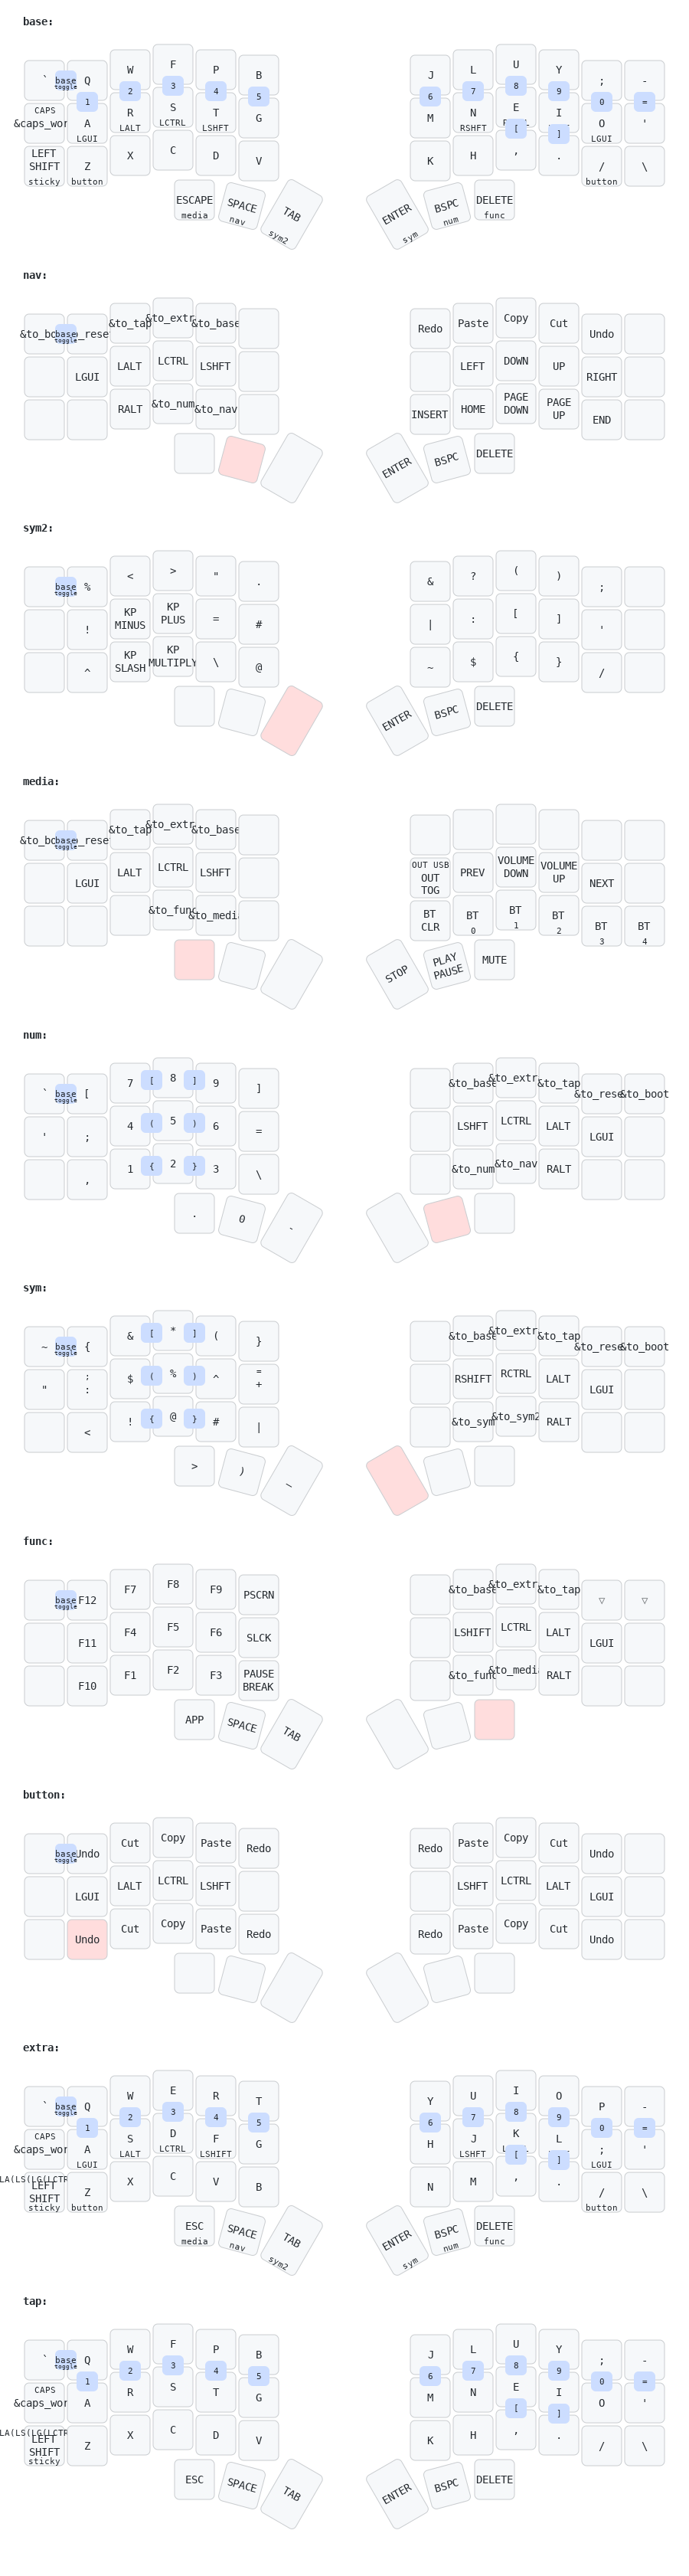 base:
` base toggle Q W F P B J L U Y ; -
1 2 3 4 5 6 7 8 9 0 =
CAPS &caps_wor A LGUI R LALT S LCTRL T LSHFT G M N RSHFT E I O LGUI '
[ ]
LEFT SHIFT sticky Z button X C D V K H , . / button \
ESCAPE media SPACE nav TAB sym2 ENTER sym BSPC num DELETE func
nav:
&to_bo base toggle _rese &to_tap &to_extr &to_base Redo Paste Copy Cut Undo
LGUI LALT LCTRL LSHFT LEFT DOWN UP RIGHT
RALT &to_num &to_nav INSERT HOME PAGE DOWN PAGE UP END
ENTER BSPC DELETE
sym2:
base toggle % < > " . & ? ( ) ;
! KP MINUS KP PLUS = # | : [ ] '
^ KP SLASH KP MULTIPLY \ @ ~ $ { } /
ENTER BSPC DELETE
media:
&to_bo base toggle _rese &to_tap &to_extr &to_base
LGUI LALT LCTRL LSHFT OUT USB OUT TOG PREV VOLUME DOWN VOLUME UP NEXT
&to_func &to_media BT CLR BT 0 BT 1 BT 2 BT 3 BT 4
STOP PLAY PAUSE MUTE
num:
` base toggle [ 7 [ 8 ] 9 ] &to_base &to_extr &to_tap &to_rese &to_boot
' ; 4 ( 5 ) 6 = LSHFT LCTRL LALT LGUI
, 1 { 2 } 3 \ &to_num &to_nav RALT
. 0 `
sym:
~ base toggle { & [ * ] ( } &to_base &to_extr &to_tap &to_rese &to_boot
" ; : $ ( % ) ^ = + RSHIFT RCTRL LALT LGUI
< ! { @ } # | &to_sym &to_sym2 RALT
> ) _
func:
base toggle F12 F7 F8 F9 PSCRN &to_base &to_extr &to_tap ▽ ▽
F11 F4 F5 F6 SLCK LSHIFT LCTRL LALT LGUI
F10 F1 F2 F3 PAUSE BREAK &to_func &to_media RALT
APP SPACE TAB
button:
base toggle Undo Cut Copy Paste Redo Redo Paste Copy Cut Undo
LGUI LALT LCTRL LSHFT LSHFT LCTRL LALT LGUI
Undo Cut Copy Paste Redo Redo Paste Copy Cut Undo
extra:
` base toggle Q W E R T Y U I O P -
1 2 3 4 5 6 7 8 9 0 =
CAPS &caps_wor A LGUI S LALT D LCTRL F LSHIFT G H J LSHFT K L ; LGUI '
[ ]
LA(LS(LG(LCTR LEFT SHIFT sticky Z button X C V B N M , . / button \
ESC media SPACE nav TAB sym2 ENTER sym BSPC num DELETE func
tap:
` base toggle Q W F P B J L U Y ; -
1 2 3 4 5 6 7 8 9 0 =
CAPS &caps_wor A R S T G M N E I O '
[ ]
LA(LS(LG(LCTR LEFT SHIFT sticky Z X C D V K H , . / \
ESC SPACE TAB ENTER BSPC DELETE